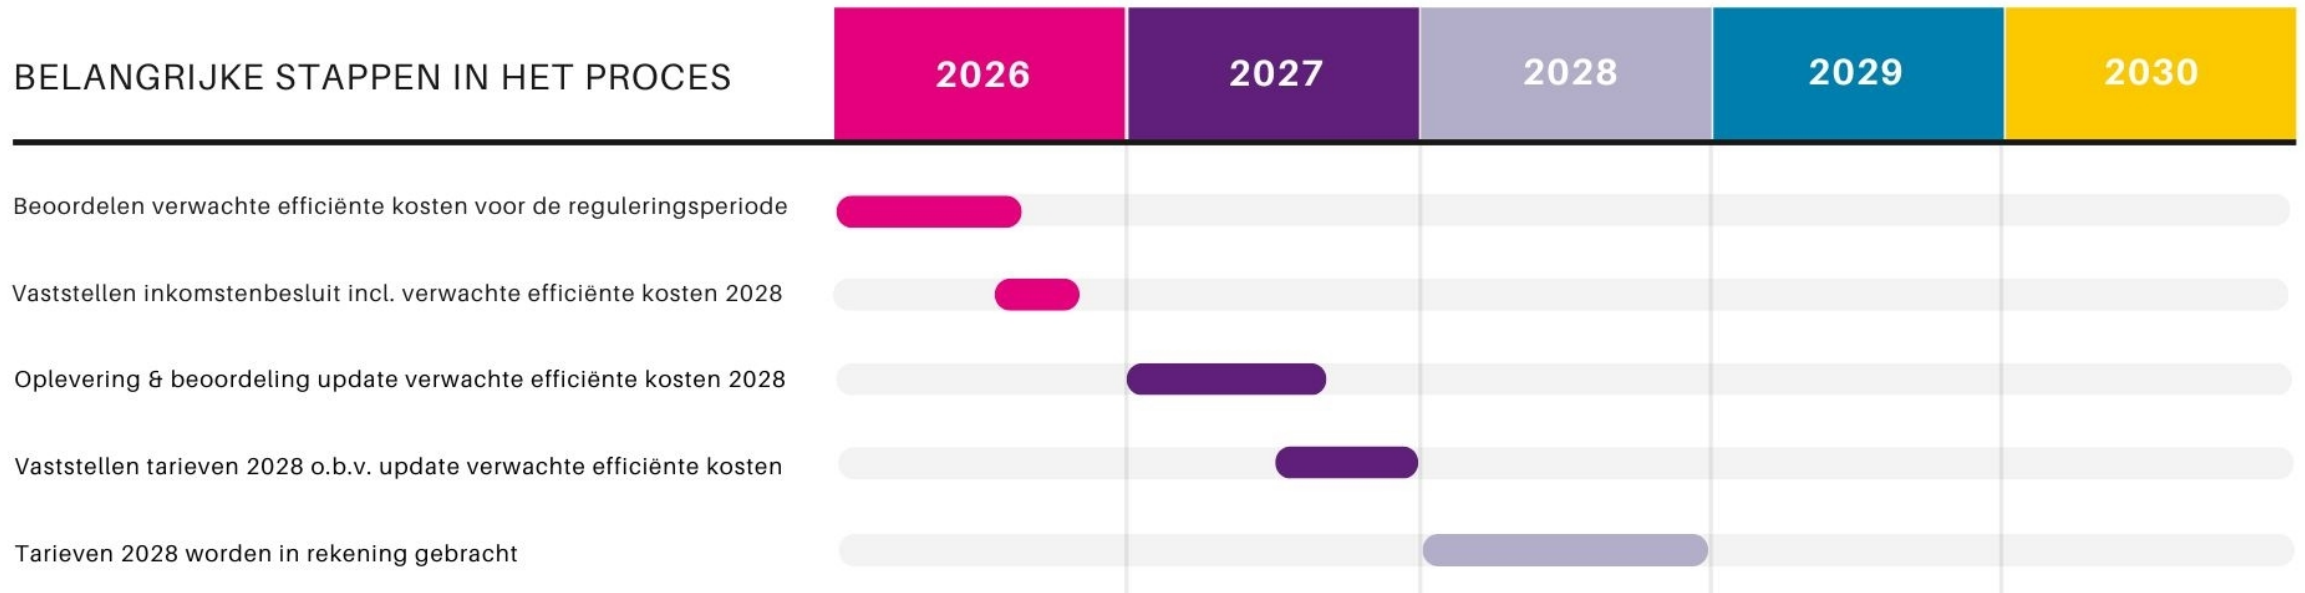 BELANGRIJKE STAPPEN IN HET PROCES 2026 2027 2028 2029 2030
Beoordelen verwachte efficiënte kosten voor de reguleringsperiode
Vaststellen inkomstenbesluit incl. verwachte efficiënte kosten 2028
Oplevering & beoordeling update verwachte efficiënte kosten 2028
Vaststellen tarieven 2028 o.b.v. update verwachte efficiënte kosten
Tarieven 2028 worden in rekening gebracht